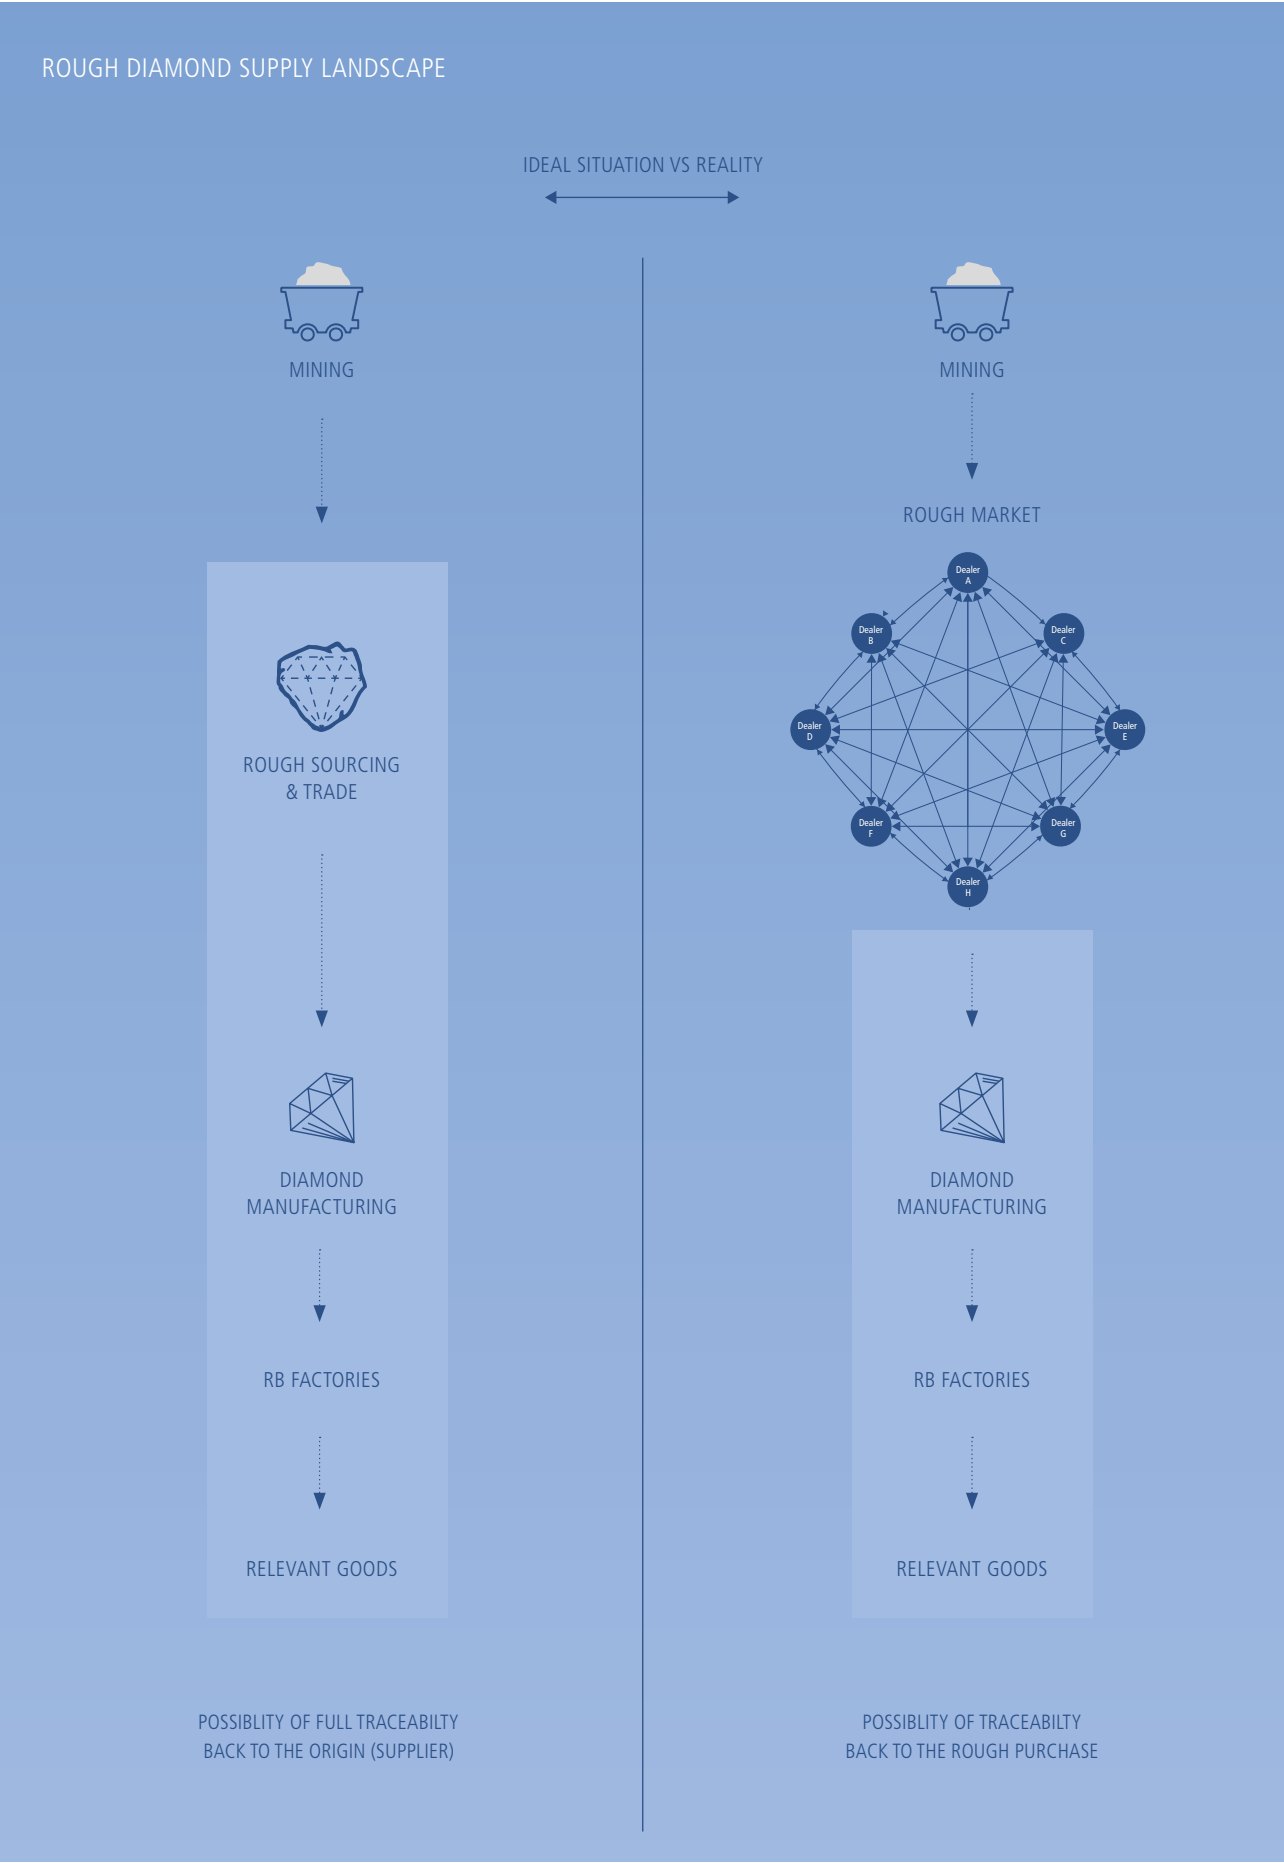 ROUGH DIAMOND SUPPLY LANDSCAPE
IDEAL SITUATION VS REALITY
MINING
ROUGH SOURCING
& TRADE
DIAMOND
MANUFACTURING
RB FACTORIES
RELEVANT GOODS
POSSIBLITY OF FULL TRACEABILTY
BACK TO THE ORIGIN (SUPPLIER)
MINING
ROUGH MARKET
Dealer
A
Dealer
B
Dealer
C
Dealer
D
Dealer
E
Dealer
F
Dealer
G
Dealer
H
DIAMOND
MANUFACTURING
RB FACTORIES
RELEVANT GOODS
POSSIBLITY OF TRACEABILTY
BACK TO THE ROUGH PURCHASE